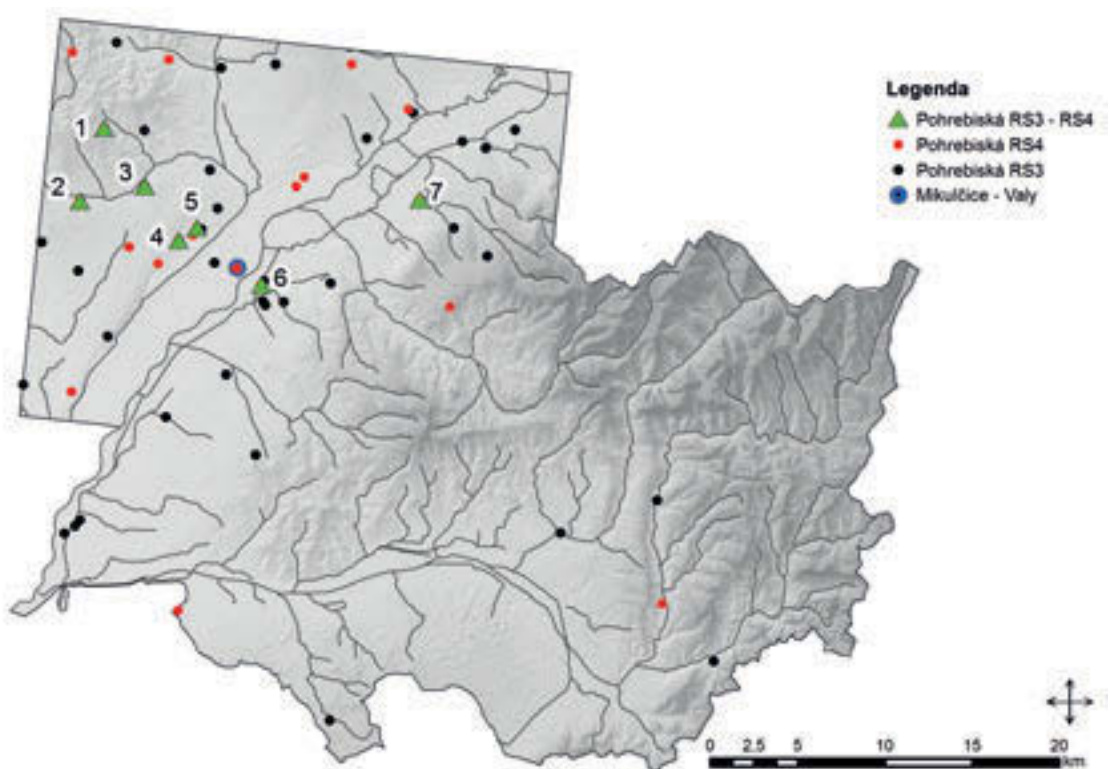 Legenda
Pohrebiská RS3 - RS4
Pohrebiská RS4
Pohrebiská RS3
Mikulčice - Valy
1
2
3
5
4
7
6
0 2.5 5 10 15 20
km